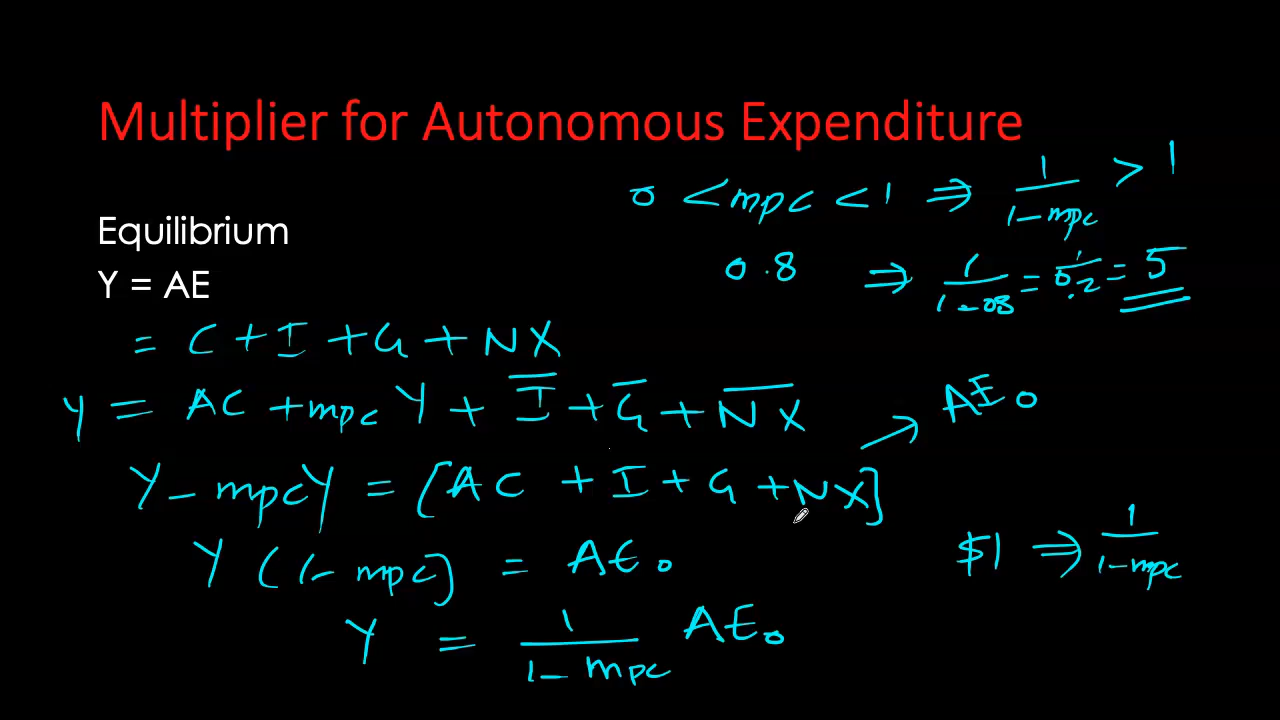 Multiplier for Autonomous Expenditure
0 < mpc < 1 ⇒ 1/(1-mpc) > 1
Equilibrium
0.8 ⇒ 1/(1-08) = 1/0.2 = 5
Y = AE
= C + I + G + NX
Y = AC + mpc Y + I̅ + G̅ + N̅X̅
→ AE₀
Y - mpcY = [AC + I + G + NX]
$1 ⇒ 1/(1-mpc)
Y (1- mpc) = AE₀
Y = 1/(1- mpc) AE₀